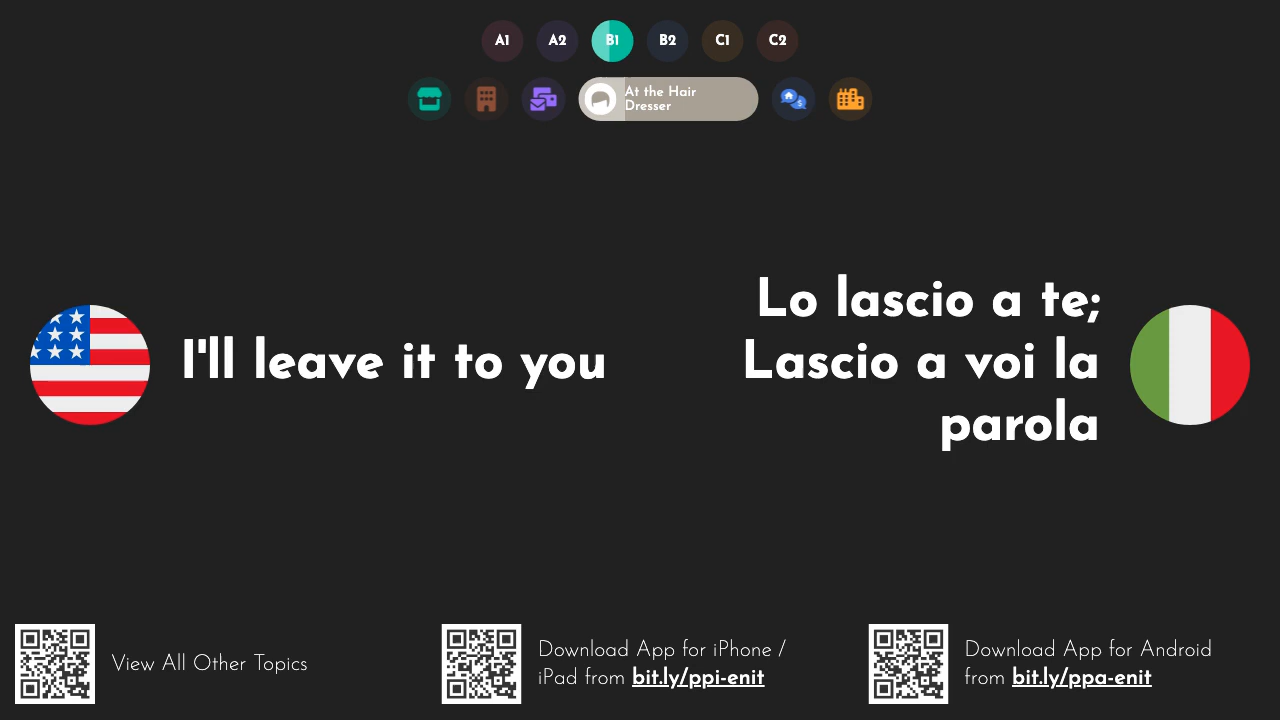 A1 A2 B1 B2 C1 C2
At the Hair
Dresser
I'll leave it to you
Lo lascio a te;
Lascio a voi la
parola
View All Other Topics
Download App for iPhone /
iPad from bit.ly/ppi-enit
Download App for Android
from bit.ly/ppa-enit